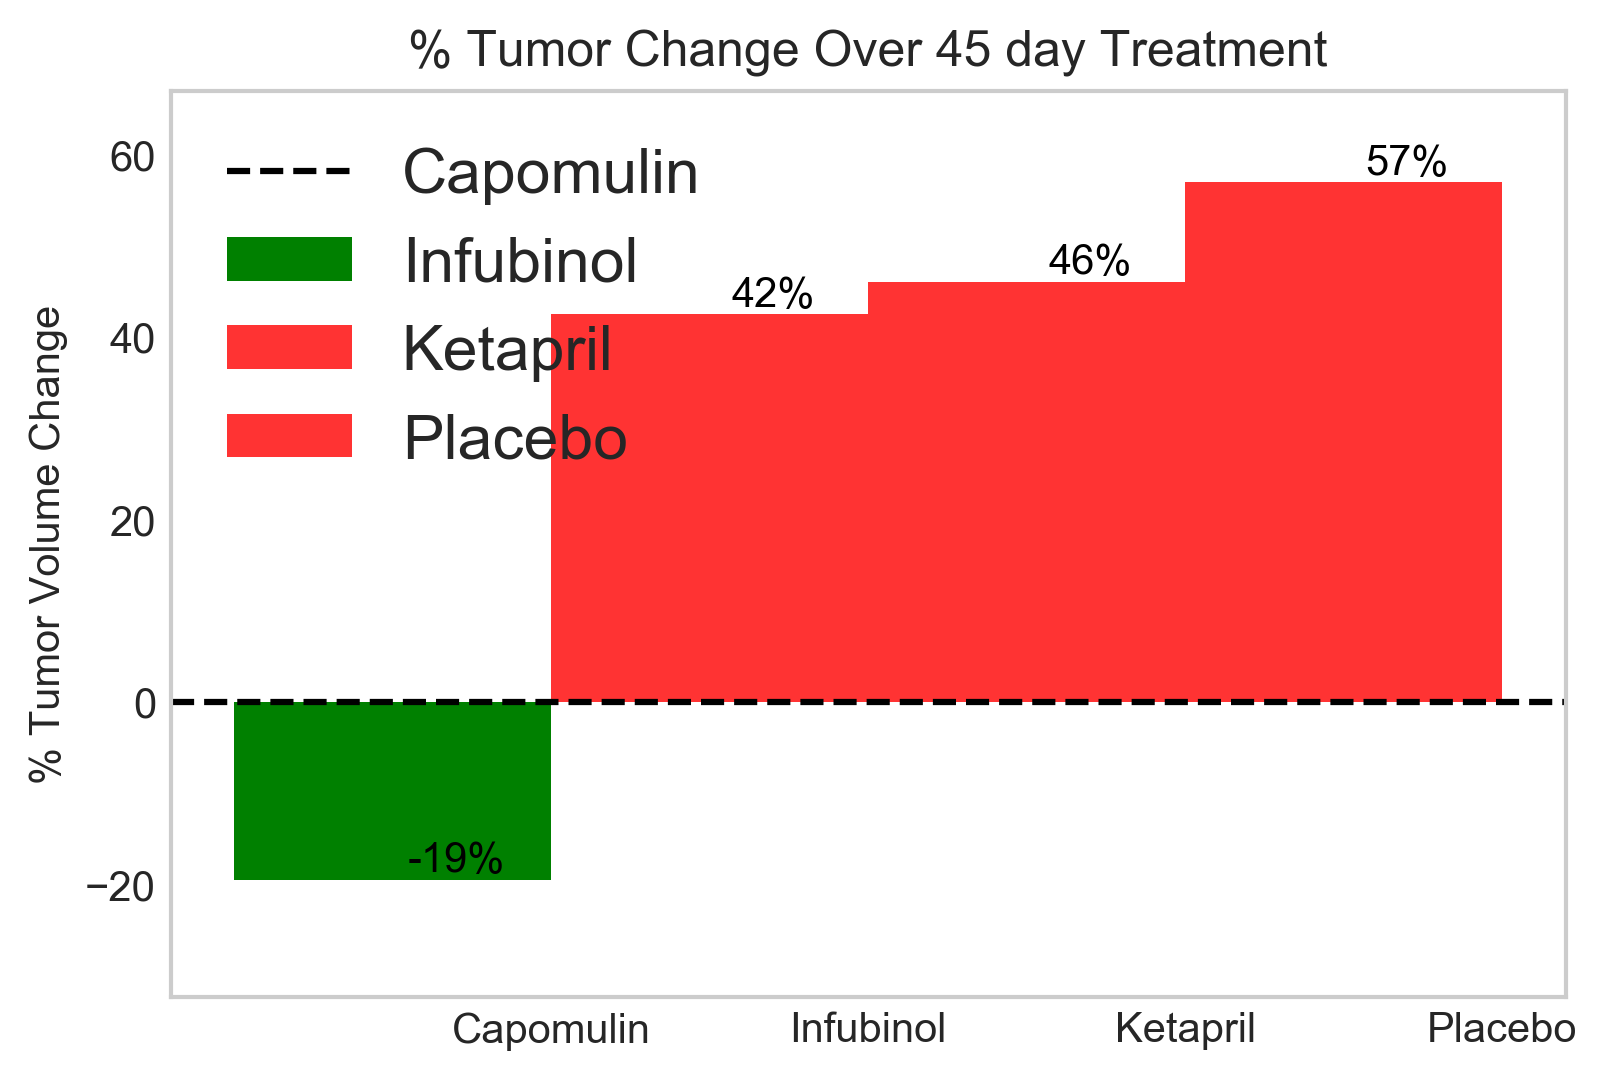 % Tumor Change Over 45 day Treatment
% Tumor Volume Change
60
40
20
0
−20
Capomulin
Infubinol
Ketapril
Placebo
57%
46%
42%
-19%
Capomulin
Infubinol
Ketapril
Placebo